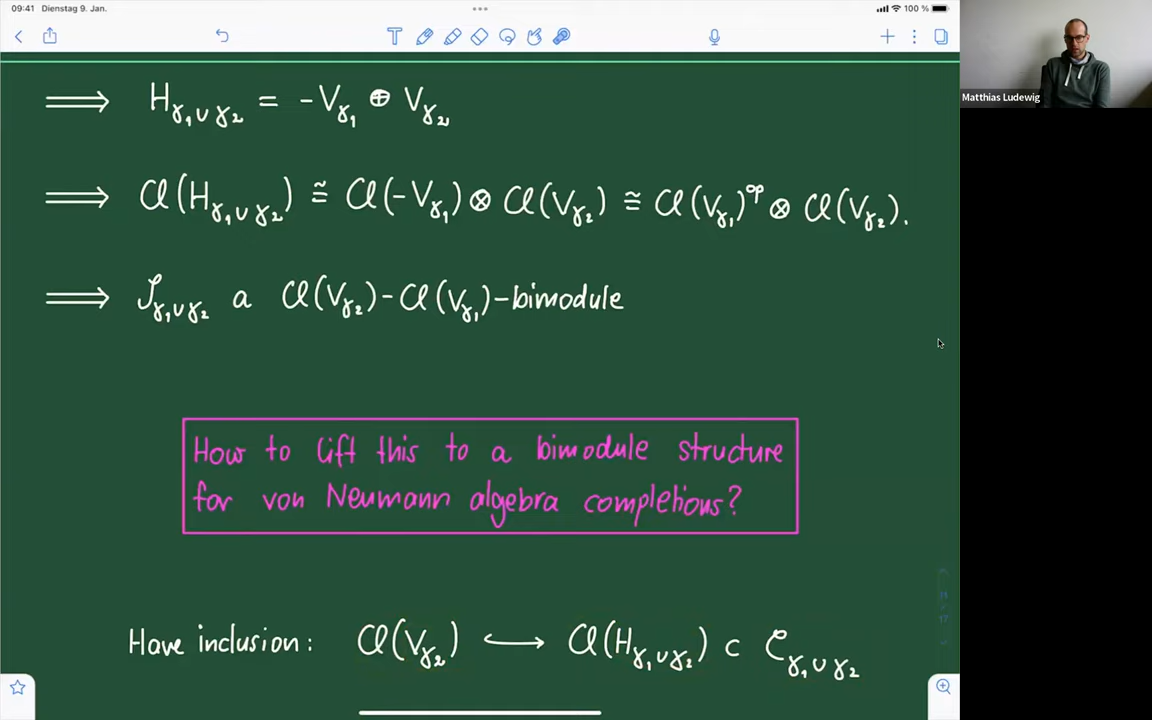 09:41 Dienstag 9. Jan.
100 %
Matthias Ludewig
⟹ H_{γ₁∪γ₂} = -V_{γ₁} ⊕ V_{γ₂}
⟹ Cl(H_{γ₁∪γ₂}) ≅ Cl(-V_{γ₁}) ⊗ Cl(V_{γ₂}) ≅ Cl(V_{γ₁})^{op} ⊗ Cl(V_{γ₂}).
⟹ 𝒮_{γ₁∪γ₂} a Cl(V_{γ₂})-Cl(V_{γ₁})-bimodule
How to lift this to a bimodule structure
for von Neumann algebra completions?
Have inclusion: Cl(V_{γ₂}) ⟷ Cl(H_{γ₁∪γ₂}) ⊂ 𝒞_{γ₁∪γ₂}